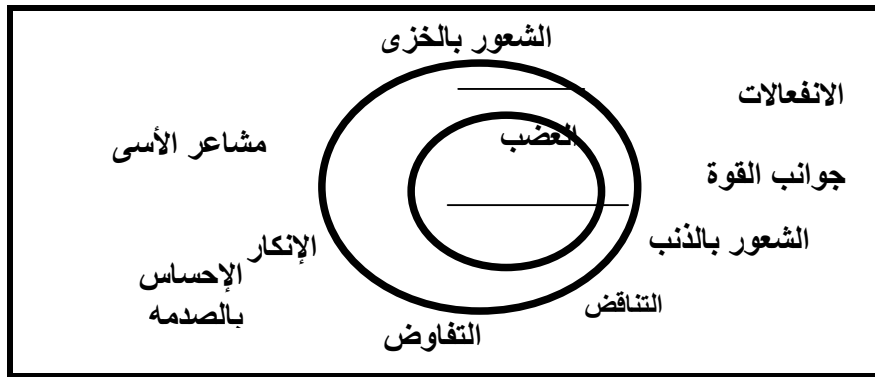 الشعور بالخزى
الانفعالات
العضب
مشاعر الأسى
جوانب القوة
الشعور بالذنب
الإنكار
الإحساس
بالصدمه
التناقض
التفاوض